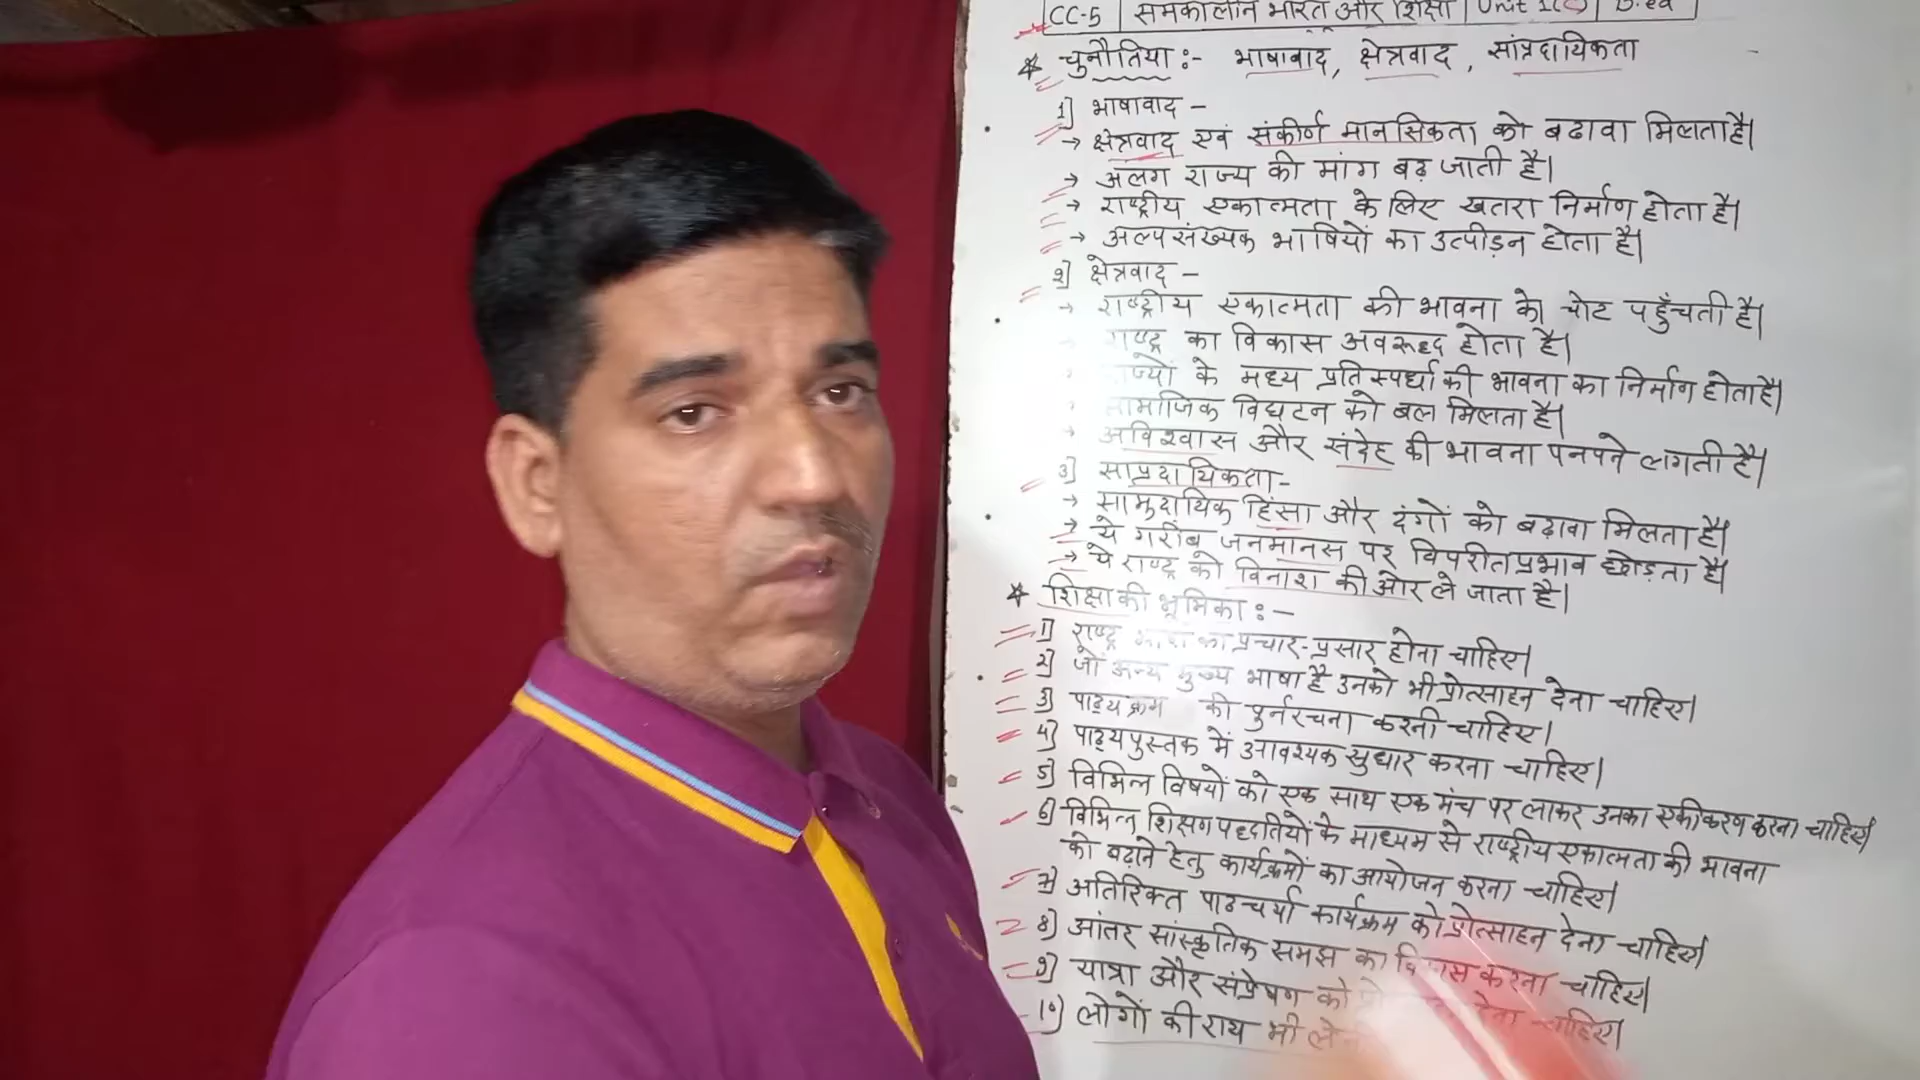 CC-5 | समकालीन भारत और शिक्षा | Unit 1(c) | B.ed
* चुनौतिया :- भाषाबाद, क्षेत्रवाद, सांप्रदायिकता
1] भाषावाद -
→ क्षेत्रवाद एवं संकीर्ण मानसिकता को बढावा मिलता है।
→ अलग राज्य की मांग बढ़ जाती है।
→ राष्ट्रीय एकात्मता के लिए खतरा निर्माण होता है।
→ अल्पसंख्यक भाषियों का उत्पीड़न होता है।
2] क्षेत्रवाद -
→ राष्ट्रीय एकात्मता की भावना को चोट पहुँचती है।
राष्ट्र का विकास अवरूध्द होता है।
के मध्य प्रतिस्पर्धा की भावना का निर्माण होता है।
विघटन को बल मिलता है।
→ अविश्वास और संदेह की भावना पनपने लगती है।
3] साप्रदायिकता-
→ सामुदायिक हिंसा और दंगों को बढ़ावा मिलता है।
→ ये गरीब जनमानस पर विपरीत प्रभाव छोड़ता है।
→ ये राष्ट्र को विनाश की ओर ले जाता है।
* शिक्षा की भूमिका :-
1] राष्ट्र भाषा का प्रचार-प्रसार होना चाहिए।
2] जो अन्य मुख्य भाषा है उनको भी प्रोत्साहन देना चाहिए।
3] पाठ्यक्रम की पुर्नरचना करनी चाहिए।
4] पाठ्यपुस्तक में आवश्यक सुधार करना चाहिए।
5] विभिन्न विषयों को एक साथ एक मंच पर लाकर उनका एकीकरण करना चाहिए।
6] विभिन्न शिक्षण पध्दतियों के माध्यम से राष्ट्रीय एकात्मता की भावना
को बढ़ाने हेतु कार्यक्रमों का आयोजन करना चाहिए।
7] अतिरिक्त पाठचर्या कार्यक्रम को प्रोत्साहन देना चाहिए।
8] आंतर सांस्कृतिक समझ का विकास करना चाहिए।
9] यात्रा और संप्रेषण को देना चाहिए।
10) लोगों की राय भी